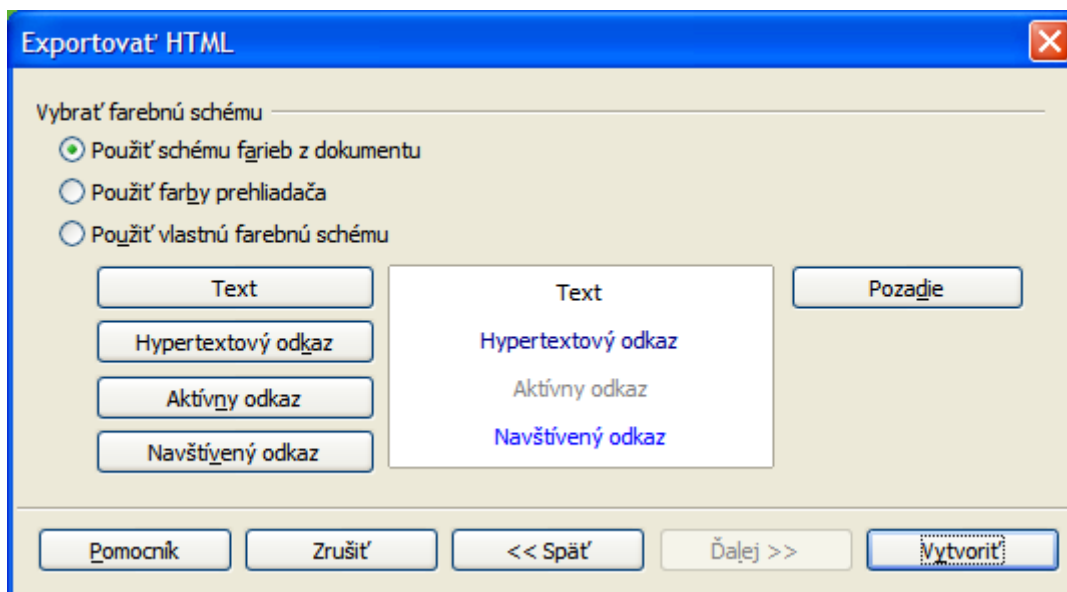 Exportovať HTML
Vybrať farebnú schému
Použiť schému farieb z dokumentu
Použiť farby prehliadača
Použiť vlastnú farebnú schému
Text
Text
Pozadie
Hypertextový odkaz
Hypertextový odkaz
Aktívny odkaz
Aktívny odkaz
Navštívený odkaz
Navštívený odkaz
Pomocník
Zrušiť
<< Späť
Ďalej >>
Vytvoriť